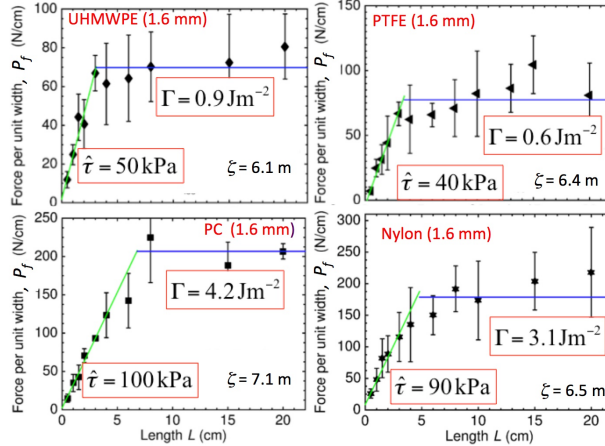 UHMWPE (1.6 mm)
Force per unit width, P_f (N/cm)
100
80
60
40
20
0
Γ = 0.9 Jm⁻²
τ̂ = 50 kPa
ζ = 6.1 m
PTFE (1.6 mm)
Force per unit width, P_f (N/cm)
150
100
50
0
Γ = 0.6 Jm⁻²
τ̂ = 40 kPa
ζ = 6.4 m
PC (1.6 mm)
Force per unit width, P_f (N/cm)
250
200
150
100
50
0
Γ = 4.2 Jm⁻²
τ̂ = 100 kPa
ζ = 7.1 m
0 5 10 15 20
Length L (cm)
Nylon (1.6 mm)
Force per unit width, P_f (N/cm)
300
250
200
150
100
50
0
Γ = 3.1 Jm⁻²
τ̂ = 90 kPa
ζ = 6.5 m
0 5 10 15 20
Length L (cm)